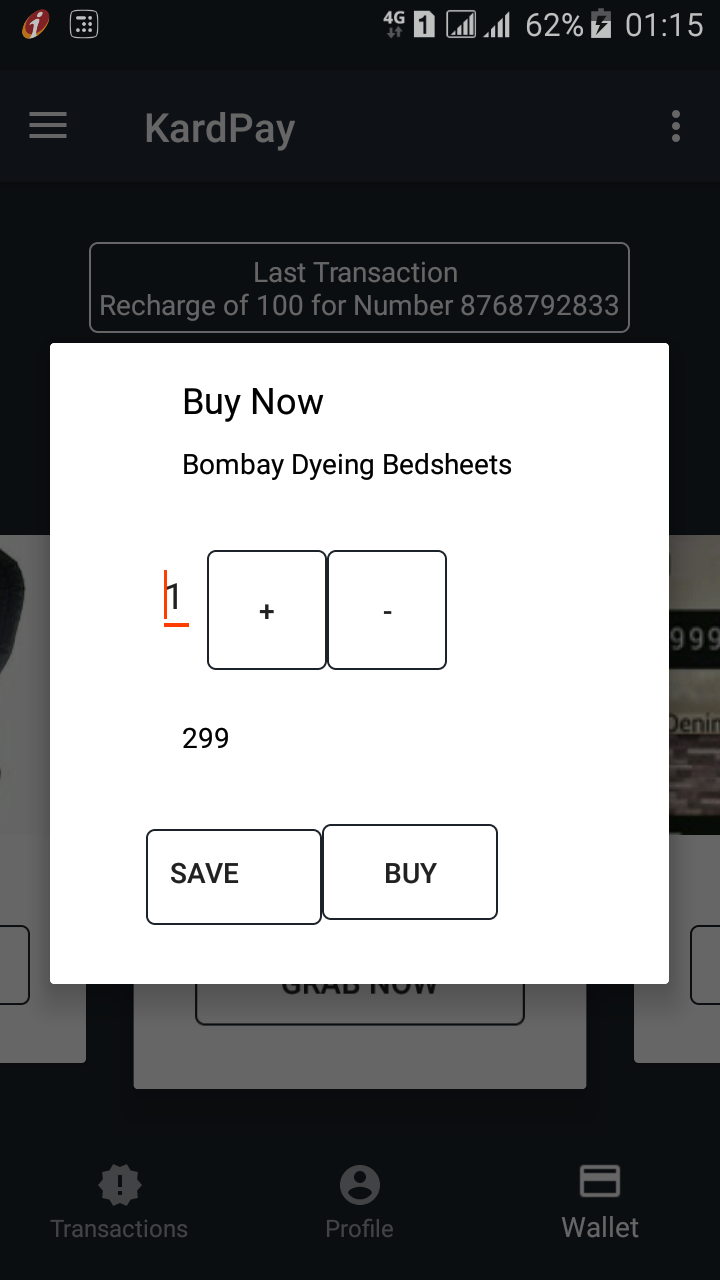 4G 1 62% 01:15
KardPay
Last Transaction
Recharge of 100 for Number 8768792833
Buy Now
Bombay Dyeing Bedsheets
1 + -
999
299
SAVE BUY
GRAB NOW
Transactions Profile Wallet